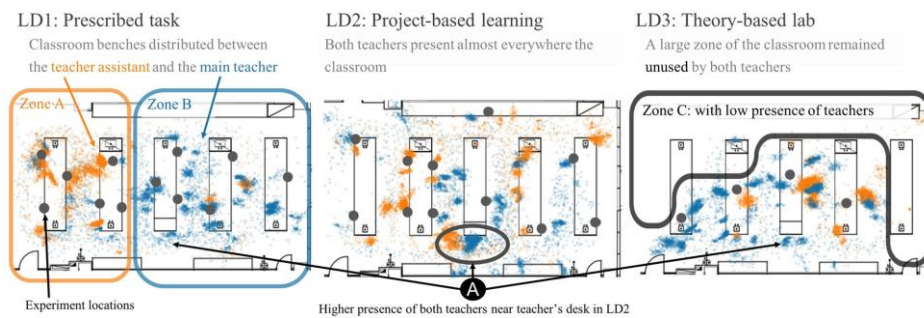 LD1: Prescribed task
Classroom benches distributed between
the teacher assistant and the main teacher
Zone A
Zone B
Experiment locations
LD2: Project-based learning
Both teachers present almost everywhere the
classroom
A
Higher presence of both teachers near teacher's desk in LD2
LD3: Theory-based lab
A large zone of the classroom remained
unused by both teachers
Zone C: with low presence of teachers